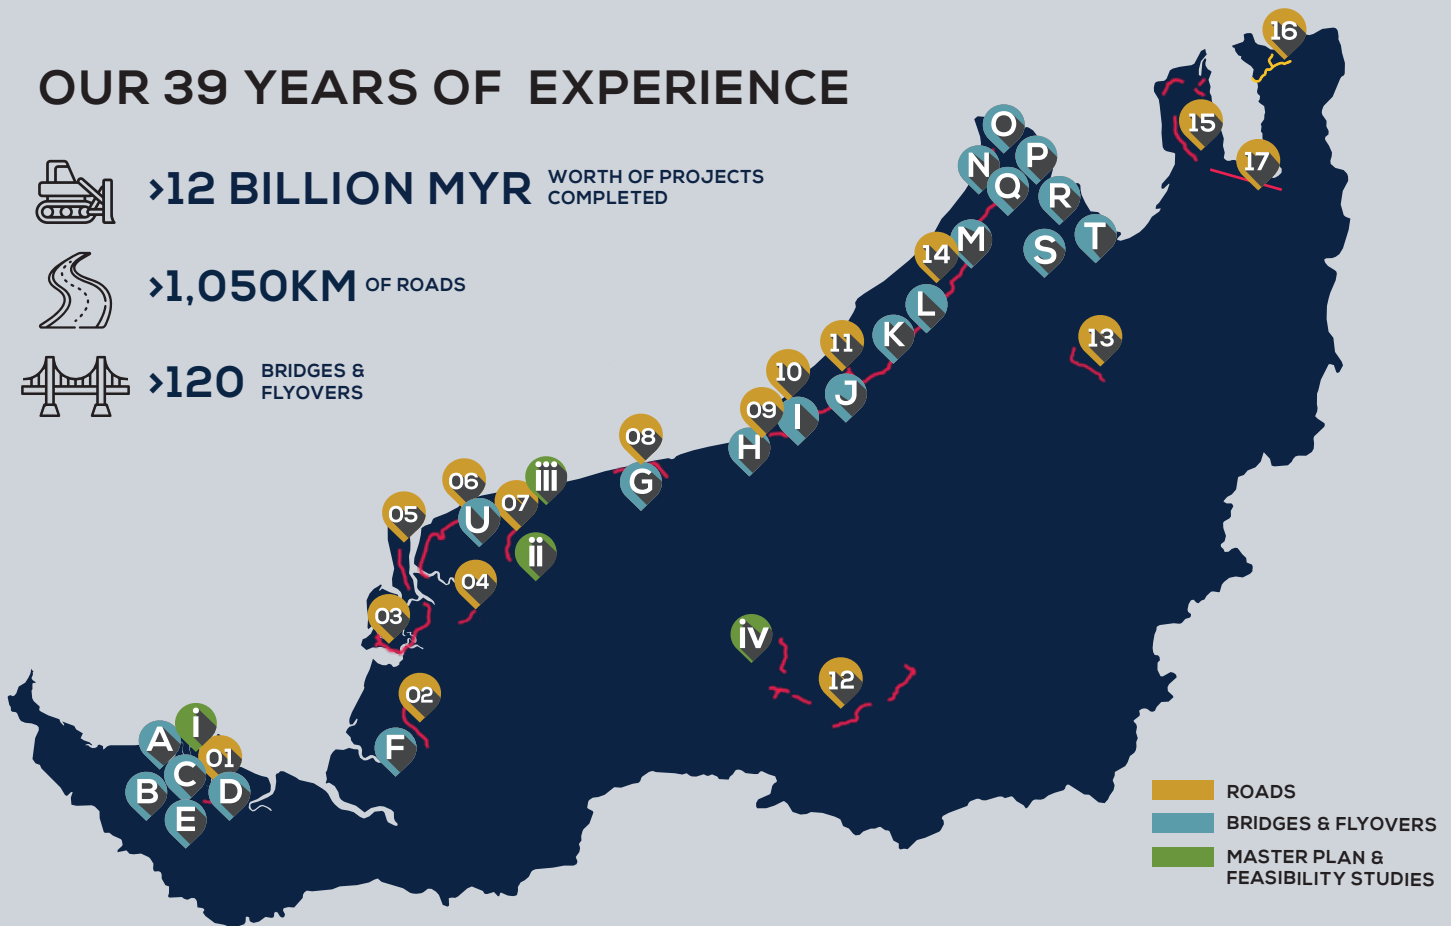 OUR 39 YEARS OF EXPERIENCE
>12 BILLION MYR
WORTH OF PROJECTS
COMPLETED
>1,050KM OF ROADS
>120
BRIDGES &
FLYOVERS
16
15
17
O
N
P
Q
R
M
S
T
14
L
K
13
11
10
J
09
I
H
08
G
06
iii
07
05
U
ii
04
03
iv
12
02
F
A
i
01
C
B
D
E
ROADS
BRIDGES & FLYOVERS
MASTER PLAN &
FEASIBILITY STUDIES